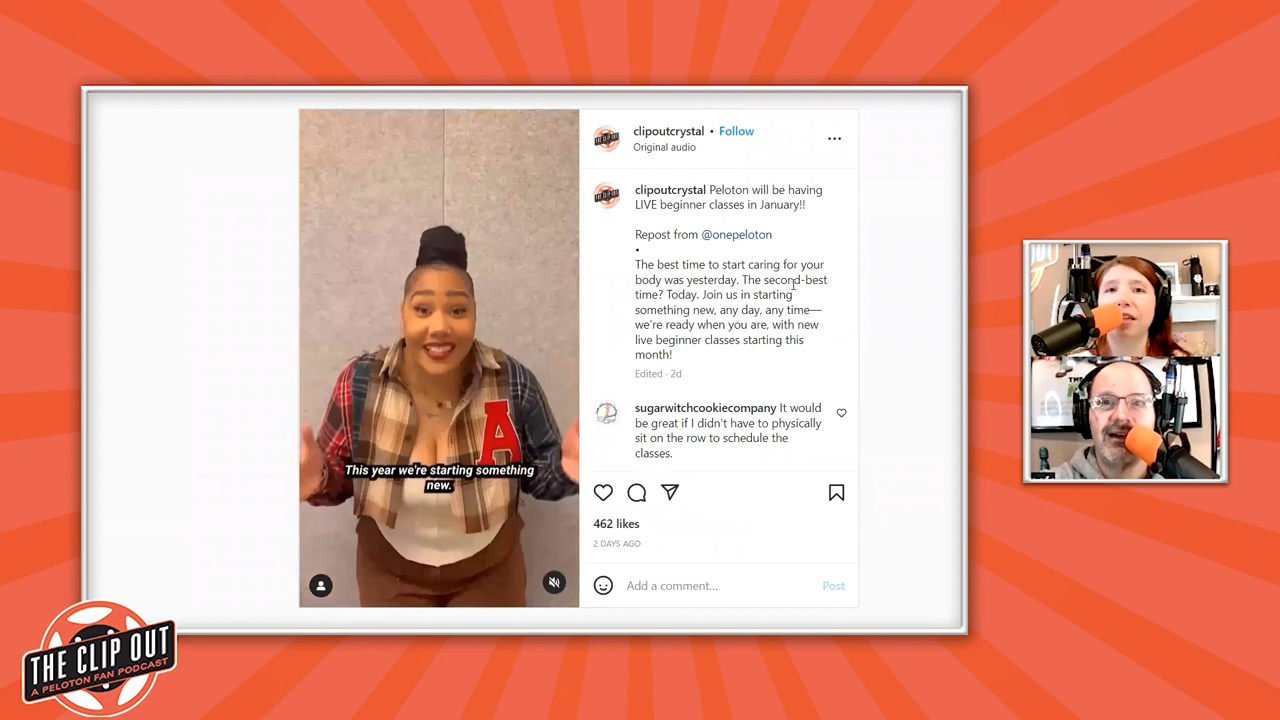 clipoutcrystal • Follow
Original audio
clipoutcrystal Peloton will be having
LIVE beginner classes in January!!
Repost from @onepeloton
•
The best time to start caring for your
body was yesterday. The second-best
time? Today. Join us in starting
something new, any day, any time—
we're ready when you are, with new
live beginner classes starting this
month!
Edited · 2d
sugarwitchcookiecompany It would
be great if I didn't have to physically
sit on the row to schedule the
classes.
462 likes
2 DAYS AGO
Add a comment...
Post
A
This year we're starting something
new.
THE CLIP OUT
A PELOTON FAN PODCAST